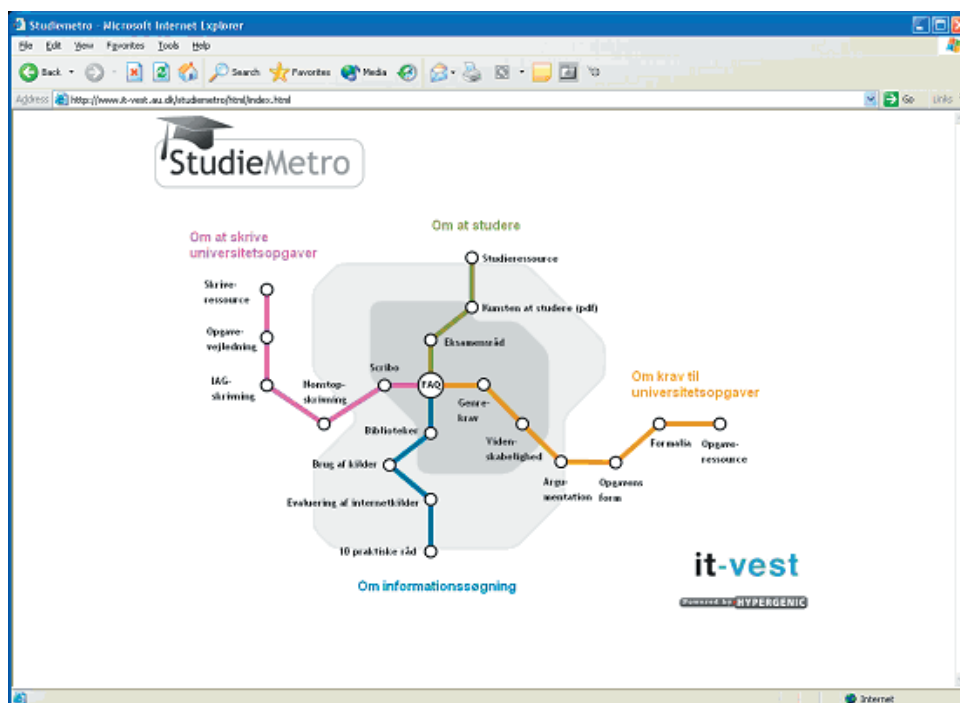 Studiemetro - Microsoft Internet Explorer
File Edit View Favorites Tools Help
Back Search Favorites Media
Address http://www.it-vest.au.dk/studiemetro/html/index.html Go Links
StudieMetro
Om at studere
Om at skrive
universitetsopgaver
Studieressource
Skrive-
ressource
Kunsten at studere (pdf)
Opgave-
vejledning
Eksamensråd
Scribo
IAG-
skrivning
Nonstop-
skrivning
FAQ
Om krav til
universitetsopgaver
Genre-
krav
Biblioteker
Viden-
skabelighed
Formalia
Opgave-
ressource
Brug af kilder
Argu-
mentation
Opgavens
form
Evaluering af internetkilder
10 praktiske råd
Om informationssøgning
it-vest
Powered by HYPERGENIC
Internet